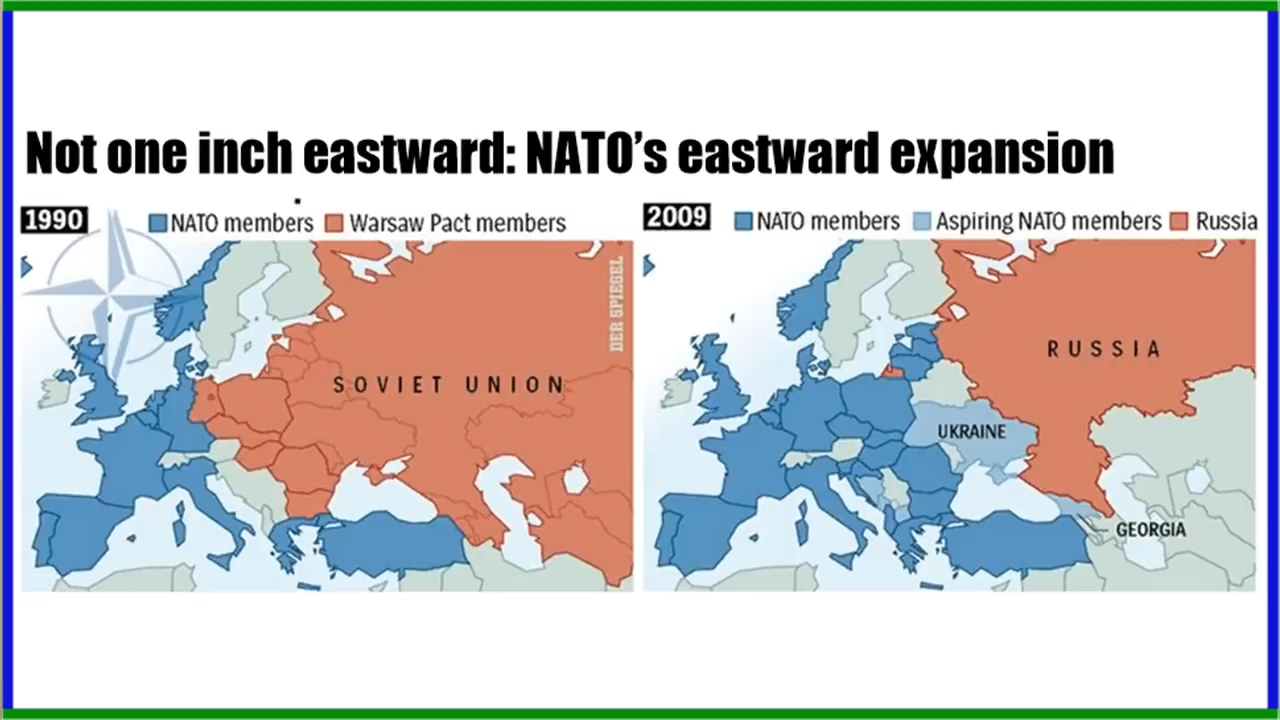 Not one inch eastward: NATO's eastward expansion
1990 NATO members Warsaw Pact members
DER SPIEGEL
SOVIET UNION
2009 NATO members Aspiring NATO members Russia
RUSSIA
UKRAINE
GEORGIA